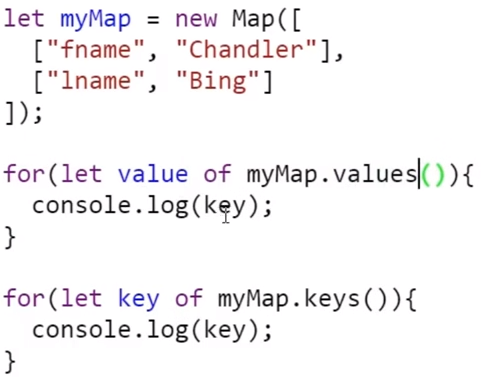 let myMap = new Map([
  ["fname", "Chandler"],
  ["lname", "Bing"]
]);

for(let value of myMap.values()){
  console.log(key);
}

for(let key of myMap.keys()){
  console.log(key);
}